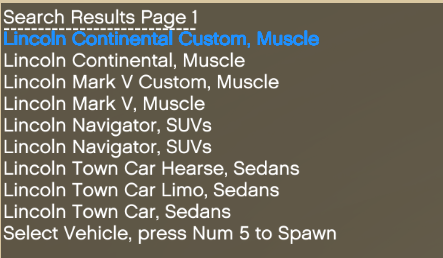 Search Results Page 1
Lincoln Continental Custom, Muscle
Lincoln Continental, Muscle
Lincoln Mark V Custom, Muscle
Lincoln Mark V, Muscle
Lincoln Navigator, SUVs
Lincoln Navigator, SUVs
Lincoln Town Car Hearse, Sedans
Lincoln Town Car Limo, Sedans
Lincoln Town Car, Sedans
Select Vehicle, press Num 5 to Spawn